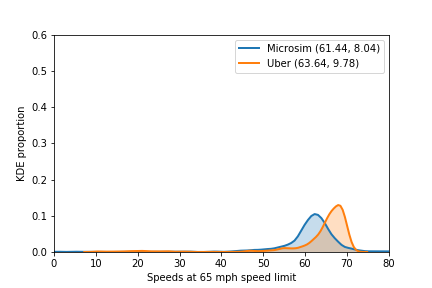 0.6
0.5
0.4
0.3
0.2
0.1
0.0
KDE proportion
Microsim (61.44, 8.04)
Uber (63.64, 9.78)
0 10 20 30 40 50 60 70 80
Speeds at 65 mph speed limit